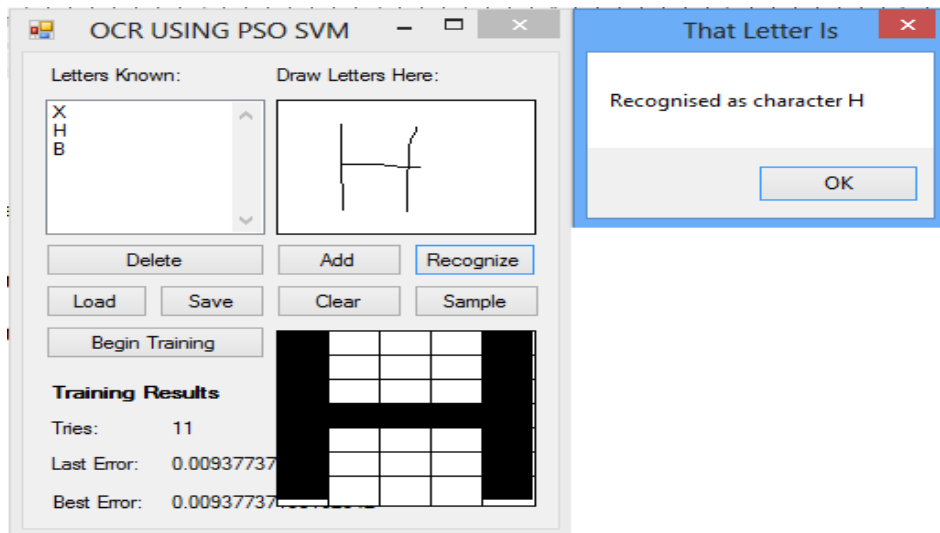 OCR USING PSO SVM
Letters Known:
Draw Letters Here:
X
H
B
H
Delete
Add
Recognize
Load
Save
Clear
Sample
Begin Training
Training Results
Tries: 11
Last Error: 0.00937737
Best Error: 0.00937737
That Letter Is
Recognised as character H
OK